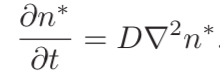 ∂n*/∂t = D∇²n*.